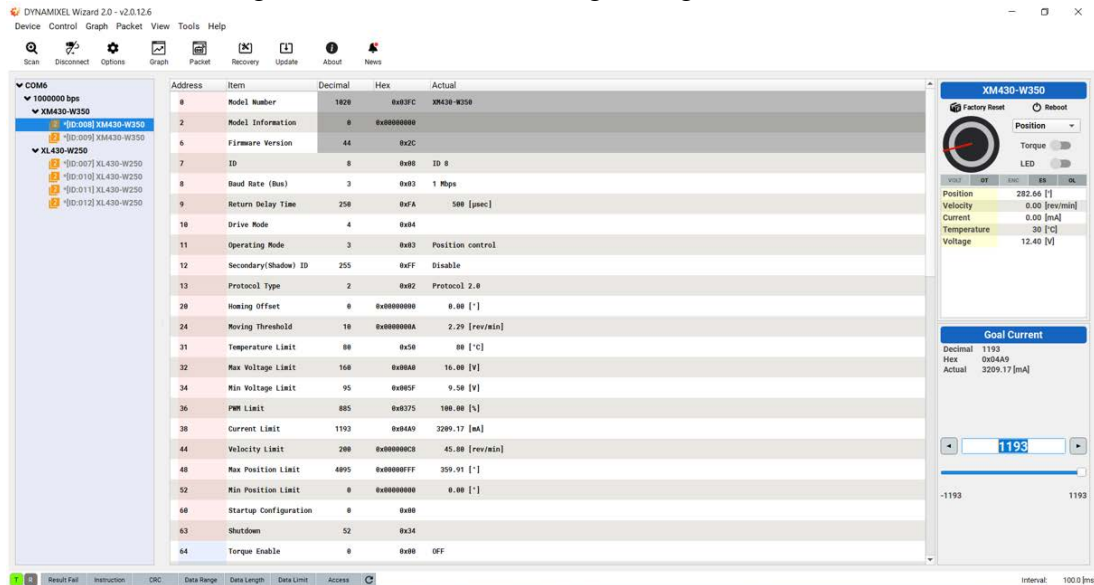 DYNAMIXEL Wizard 2.0 - v2.0.12.6
Device Control Graph Packet View Tools Help
Scan Disconnect Options Graph Packet Recovery Update About News
COM6
1000000 bps
XM430-W350
*[ID:008] XM430-W350
*[ID:009] XM430-W350
XL430-W250
*[ID:007] XL430-W250
*[ID:010] XL430-W250
*[ID:011] XL430-W250
*[ID:012] XL430-W250
Address Item Decimal Hex Actual
0 Model Number 1020 0x03FC XM430-W350
2 Model Information 0 0x00000000
6 Firmware Version 44 0x2C
7 ID 8 0x08 ID 8
8 Baud Rate (Bus) 3 0x03 1 Mbps
9 Return Delay Time 250 0xFA 500 [μsec]
10 Drive Mode 4 0x04
11 Operating Mode 3 0x03 Position control
12 Secondary(Shadow) ID 255 0xFF Disable
13 Protocol Type 2 0x02 Protocol 2.0
20 Homing Offset 0 0x00000000 0.00 [°]
24 Moving Threshold 10 0x0000000A 2.29 [rev/min]
31 Temperature Limit 80 0x50 80 [°C]
32 Max Voltage Limit 160 0x00A0 16.00 [V]
34 Min Voltage Limit 95 0x005F 9.50 [V]
36 PWM Limit 885 0x0375 100.00 [%]
38 Current Limit 1193 0x04A9 3209.17 [mA]
44 Velocity Limit 200 0x000000C8 45.80 [rev/min]
48 Max Position Limit 4095 0x00000FFF 359.91 [°]
52 Min Position Limit 0 0x00000000 0.00 [°]
60 Startup Configuration 0 0x00
63 Shutdown 52 0x34
64 Torque Enable 0 0x00 OFF
XM430-W350
Factory Reset Reboot
Position
Torque
LED
VOLT OT ENC ES OL
Position 282.66 [°]
Velocity 0.00 [rev/min]
Current 0.00 [mA]
Temperature 30 [°C]
Voltage 12.40 [V]
Goal Current
Decimal 1193
Hex 0x04A9
Actual 3209.17 [mA]
1193
-1193 1193
T R Result Fail Instruction CRC Data Range Data Length Data Limit Access Interval: 100.0 [ms